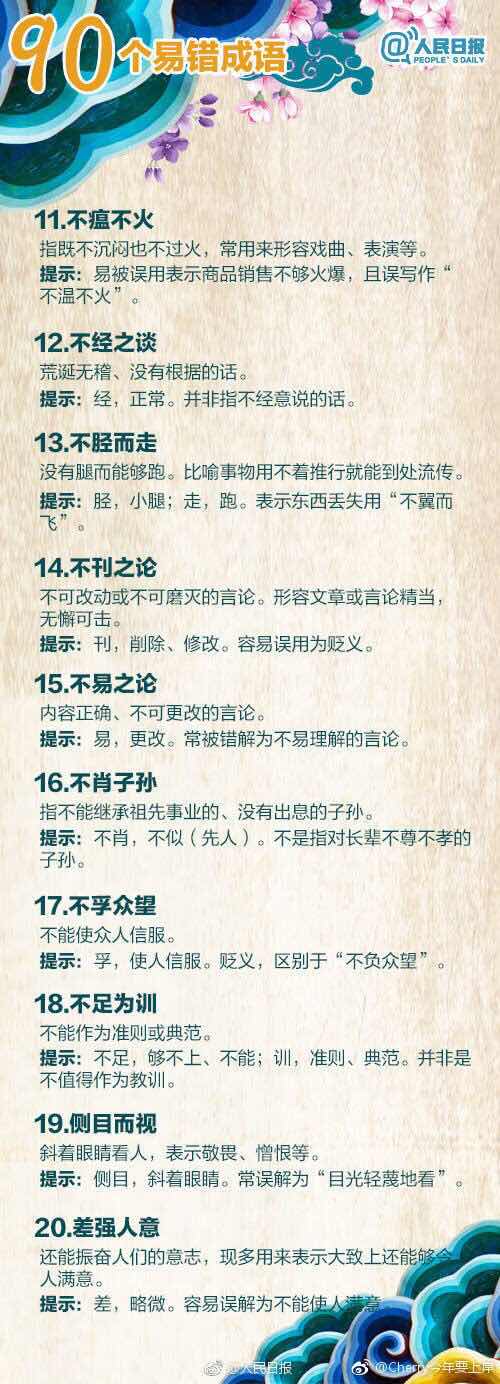 90个易错成语
@人民日报
PEOPLE'S DAILY
11.不瘟不火
指既不沉闷也不过火，常用来形容戏曲、表演等。
提示：易被误用表示商品销售不够火爆，且误写作“
不温不火”。
12.不经之谈
荒诞无稽、没有根据的话。
提示：经，正常。并非指不经意说的话。
13.不胫而走
没有腿而能够跑。比喻事物用不着推行就能到处流传。
提示：胫，小腿；走，跑。表示东西丢失用“不翼而
飞”。
14.不刊之论
不可改动或不可磨灭的言论。形容文章或言论精当，
无懈可击。
提示：刊，削除、修改。容易误用为贬义。
15.不易之论
内容正确、不可更改的言论。
提示：易，更改。常被错解为不易理解的言论。
16.不肖子孙
指不能继承祖先事业的、没有出息的子孙。
提示：不肖，不似（先人）。不是指对长辈不尊不孝的
子孙。
17.不孚众望
不能使众人信服。
提示：孚，使人信服。贬义，区别于“不负众望”。
18.不足为训
不能作为准则或典范。
提示：不足，够不上、不能；训，准则、典范。并非是
不值得作为教训。
19.侧目而视
斜着眼睛看人，表示敬畏、憎恨等。
提示：侧目，斜着眼睛。常误解为“目光轻蔑地看”。
20.差强人意
还能振奋人们的意志，现多用来表示大致上还能够令
人满意。
提示：差，略微。容易误解为不能使人满意。
@人民日报
@Cherry今年要上岸